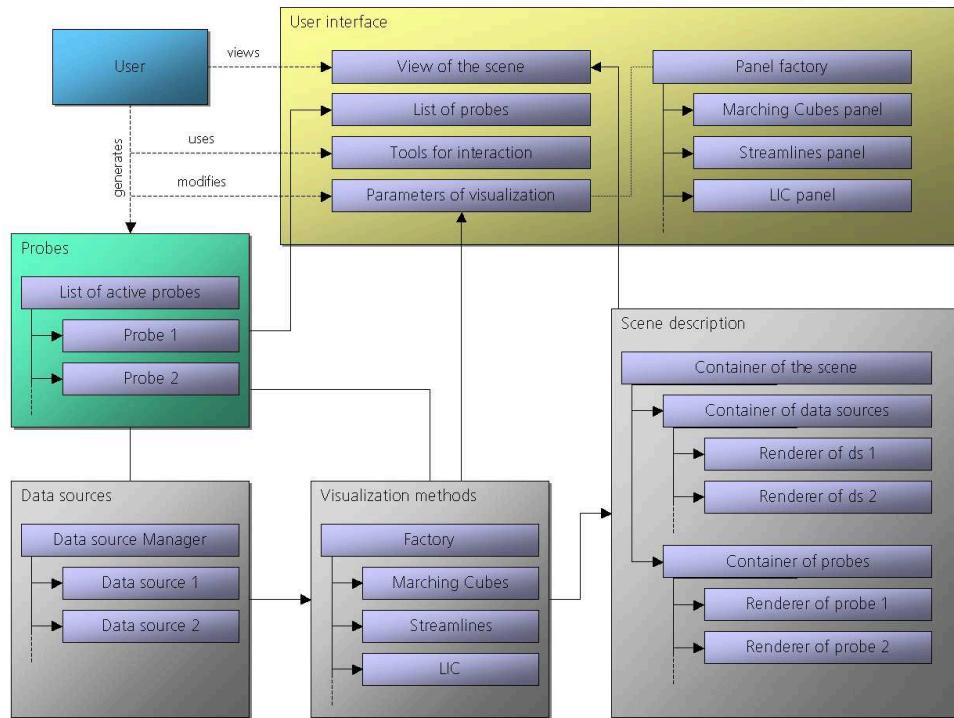 User interface
User
views
View of the scene
Panel factory
List of probes
Marching Cubes panel
uses
Tools for interaction
Streamlines panel
generates
modifies
Parameters of visualization
LIC panel
Probes
List of active probes
Probe 1
Probe 2
Scene description
Container of the scene
Container of data sources
Renderer of ds 1
Renderer of ds 2
Container of probes
Renderer of probe 1
Renderer of probe 2
Data sources
Data source Manager
Data source 1
Data source 2
Visualization methods
Factory
Marching Cubes
Streamlines
LIC